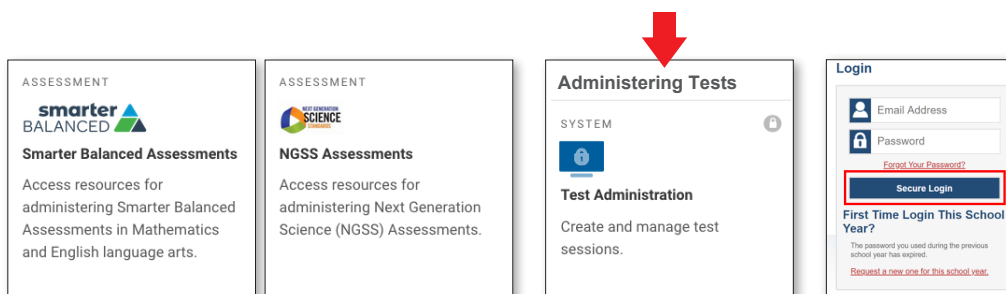 ASSESSMENT
smarter
BALANCED
Smarter Balanced Assessments
Access resources for
administering Smarter Balanced
Assessments in Mathematics
and English language arts.
ASSESSMENT
NEXT GENERATION
SCIENCE
STANDARDS
NGSS Assessments
Access resources for
administering Next Generation
Science (NGSS) Assessments.
Administering Tests
SYSTEM
Test Administration
Create and manage test
sessions.
Login
Email Address
Password
Forgot Your Password?
Secure Login
First Time Login This School
Year?
The password you used during the previous
school year has expired.
Request a new one for this school year.